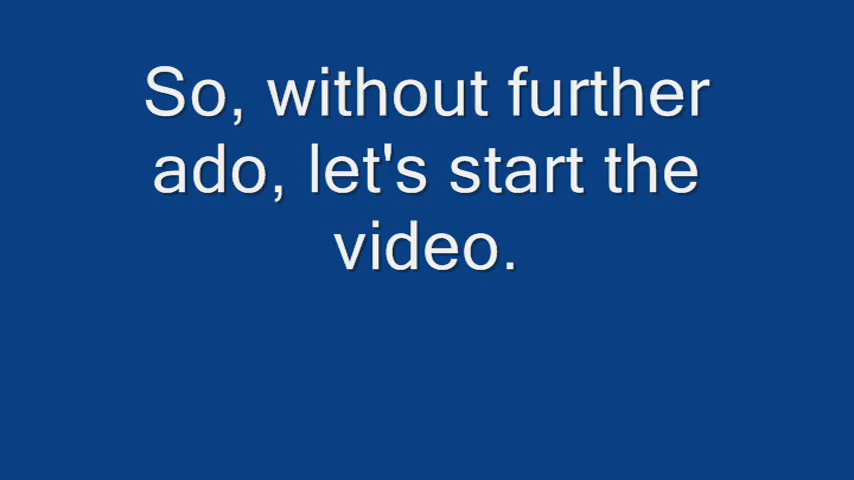 So, without further
ado, let's start the
video.